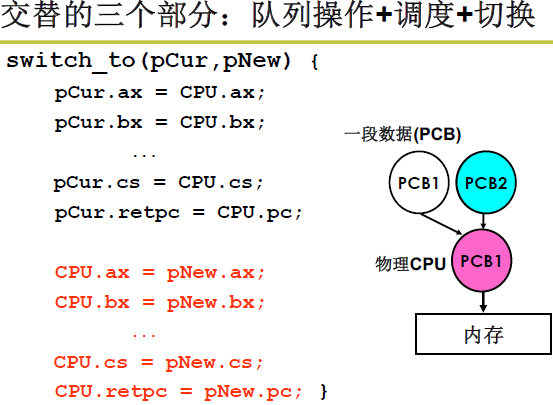 交替的三个部分：队列操作+调度+切换
switch_to(pCur,pNew) {
pCur.ax = CPU.ax;
pCur.bx = CPU.bx;
...
pCur.cs = CPU.cs;
pCur.retpc = CPU.pc;
CPU.ax = pNew.ax;
CPU.bx = pNew.bx;
...
CPU.cs = pNew.cs;
CPU.retpc = pNew.pc; }
一段数据(PCB)
PCB1
PCB2
物理CPU
PCB1
内存